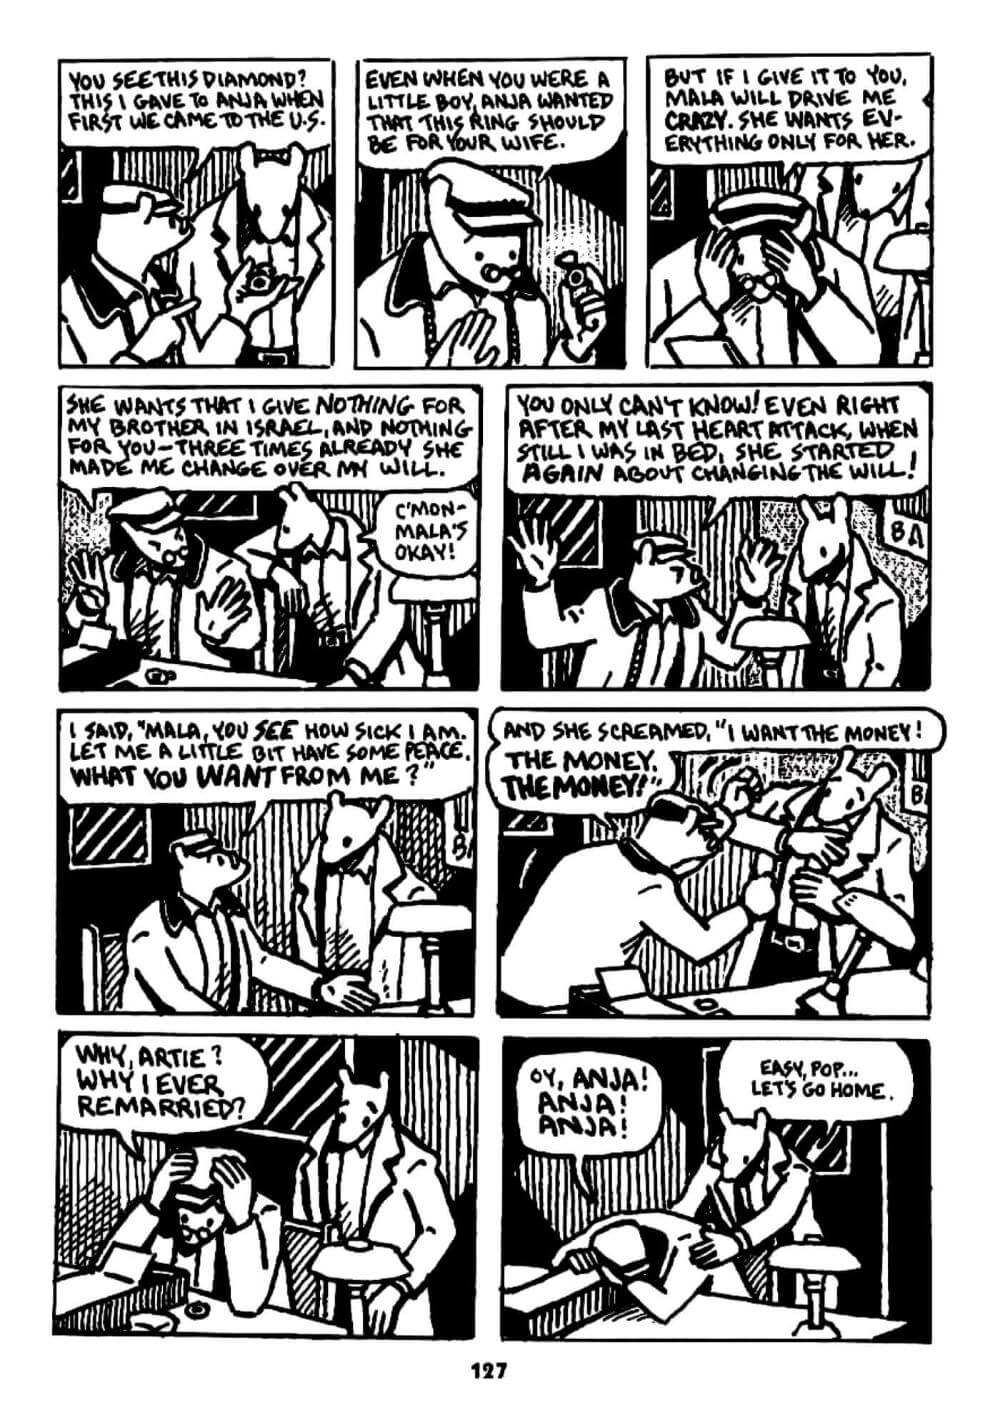 YOU SEE THIS DIAMOND?
THIS I GAVE TO ANJA WHEN
FIRST WE CAME TO THE U.S.
EVEN WHEN YOU WERE A
LITTLE BOY, ANJA WANTED
THAT THIS RING SHOULD
BE FOR YOUR WIFE.
BUT IF I GIVE IT TO YOU,
MALA WILL DRIVE ME
CRAZY. SHE WANTS EV-
ERYTHING ONLY FOR HER.
SHE WANTS THAT I GIVE NOTHING FOR
MY BROTHER IN ISRAEL, AND NOTHING
FOR YOU—THREE TIMES ALREADY SHE
MADE ME CHANGE OVER MY WILL.
C'MON-
MALA'S
OKAY!
YOU ONLY CAN'T KNOW! EVEN RIGHT
AFTER MY LAST HEART ATTACK, WHEN
STILL I WAS IN BED, SHE STARTED
AGAIN ABOUT CHANGING THE WILL!
BA
I SAID, "MALA, YOU SEE HOW SICK I AM.
LET ME A LITTLE BIT HAVE SOME PEACE.
WHAT YOU WANT FROM ME?"
BA
AND SHE SCREAMED, "I WANT THE MONEY!
THE MONEY.
THE MONEY!"
B
WHY, ARTIE?
WHY I EVER
REMARRIED?
OY, ANJA!
ANJA!
ANJA!
EASY, POP...
LET'S GO HOME.
127